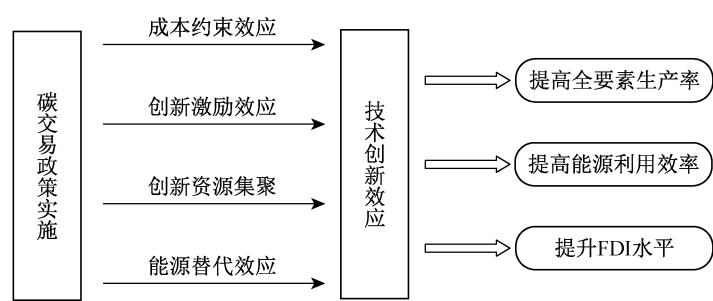 碳交易政策实施
成本约束效应
创新激励效应
创新资源集聚
能源替代效应
技术创新效应
提高全要素生产率
提高能源利用效率
提升FDI水平